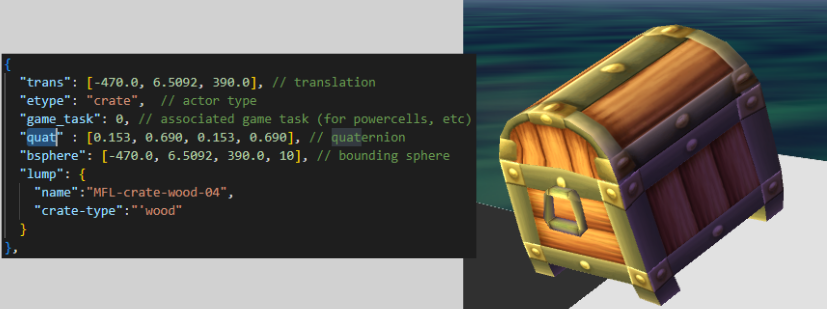 {
"trans": [-470.0, 6.5092, 390.0], // translation
"etype": "crate",  // actor type
"game_task": 0, // associated game task (for powercells, etc)
"quat" : [0.153, 0.690, 0.153, 0.690], // quaternion
"bsphere": [-470.0, 6.5092, 390.0, 10], // bounding sphere
"lump": {
"name":"MFL-crate-wood-04",
"crate-type":"'wood"
}
},